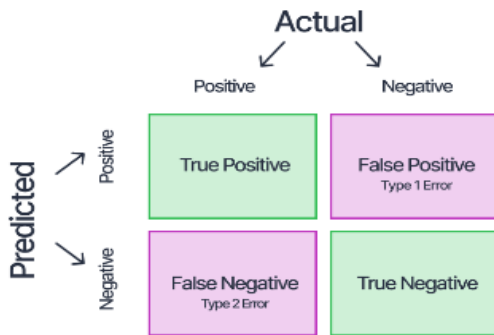 Actual
Positive
Negative
Predicted
Positive
Negative
True Positive
False Positive
Type 1 Error
False Negative
Type 2 Error
True Negative